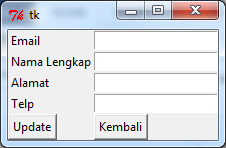 tk
Email
Nama Lengkap
Alamat
Telp
Update Kembali